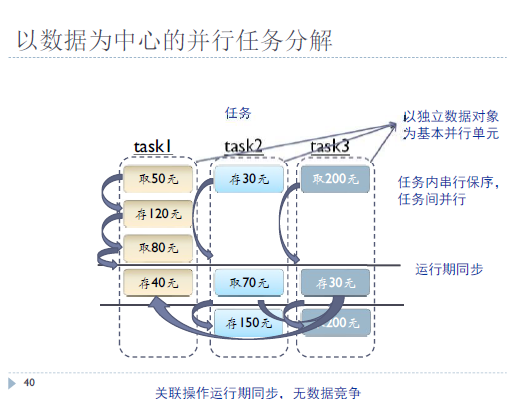 以数据为中心的并行任务分解
任务
以独立数据对象
为基本并行单元
task1
task2
task3
取50元
存30元
取200元
任务内串行保序，
任务间并行
存120元
取80元
运行期同步
存40元
取70元
存30元
存150元
200元
40
关联操作运行期同步，无数据竞争